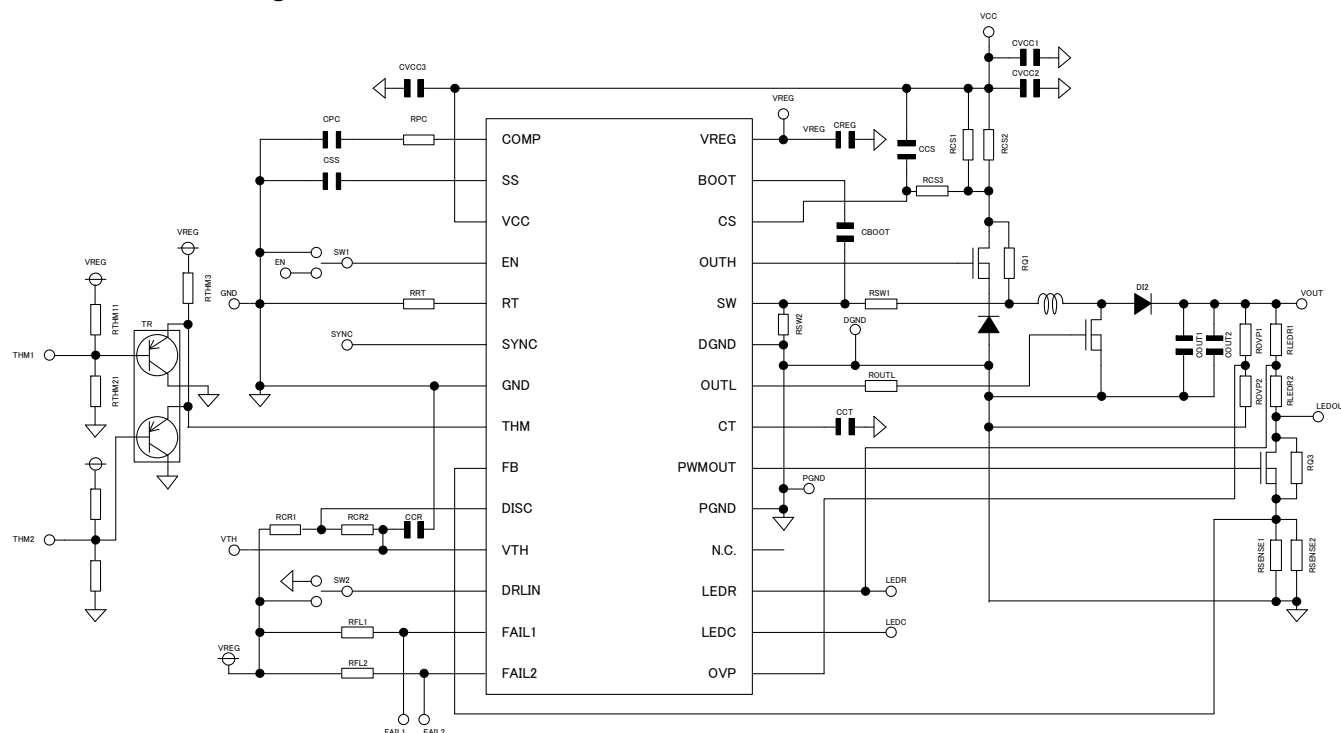 VCC
CVCC1
CVCC3
CVCC2
VREG
CPC
RPC
COMP
VREG
VREG
CREG
CCS
RCS1
RCS2
CSS
SS
BOOT
RCS3
VCC
CS
CBOOT
VREG
SW1
EN
EN
OUTH
RQ1
VREG
RTHM3
GND
RRT
RT
SW
RSW1
DI2
VOUT
RTHM11
TR
RSW2
DGND
SYNC
SYNC
DGND
COUT1
COUT2
ROVP1
RLEDR1
THM1
RTHM21
GND
OUTL
ROUTL
ROVP2
RLEDR2
LEDOU
THM
CT
CCT
FB
PWMOUT
RQ3
PGND
DISC
PGND
RCR1
RCR2
CCR
THM2
VTH
VTH
N.C.
RSENSE1
RSENSE2
SW2
DRLIN
LEDR
LEDR
RFL1
FAIL1
LEDC
LEDC
VREG
RFL2
FAIL2
OVP
FAIL1
FAIL2